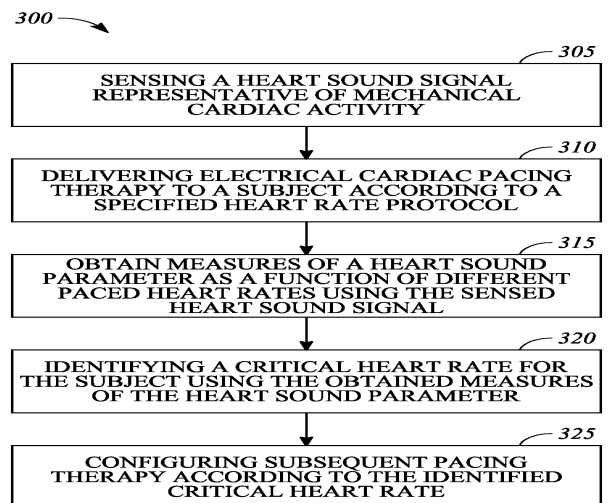 300
305
SENSING A HEART SOUND SIGNAL
REPRESENTATIVE OF MECHANICAL
CARDIAC ACTIVITY
310
DELIVERING ELECTRICAL CARDIAC PACING
THERAPY TO A SUBJECT ACCORDING TO A
SPECIFIED HEART RATE PROTOCOL
315
OBTAIN MEASURES OF A HEART SOUND
PARAMETER AS A FUNCTION OF DIFFERENT
PACED HEART RATES USING THE SENSED
HEART SOUND SIGNAL
320
IDENTIFYING A CRITICAL HEART RATE FOR
THE SUBJECT USING THE OBTAINED MEASURES
OF THE HEART SOUND PARAMETER
325
CONFIGURING SUBSEQUENT PACING
THERAPY ACCORDING TO THE IDENTIFIED
CRITICAL HEART RATE